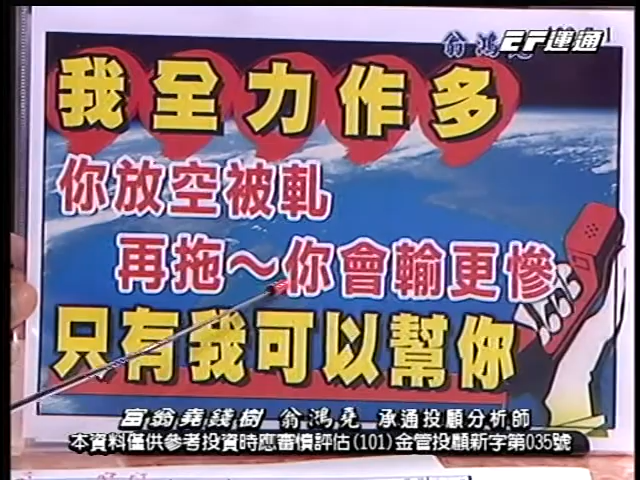 翁鴻堯
EF運通
我全力作多
你放空被軋
再拖～你會輸更慘
只有我可以幫你
富翁堯錢樹 翁鴻堯 承通投顧分析師
本資料僅供參考投資時應審慎評估(101)金管投顧新字第035號